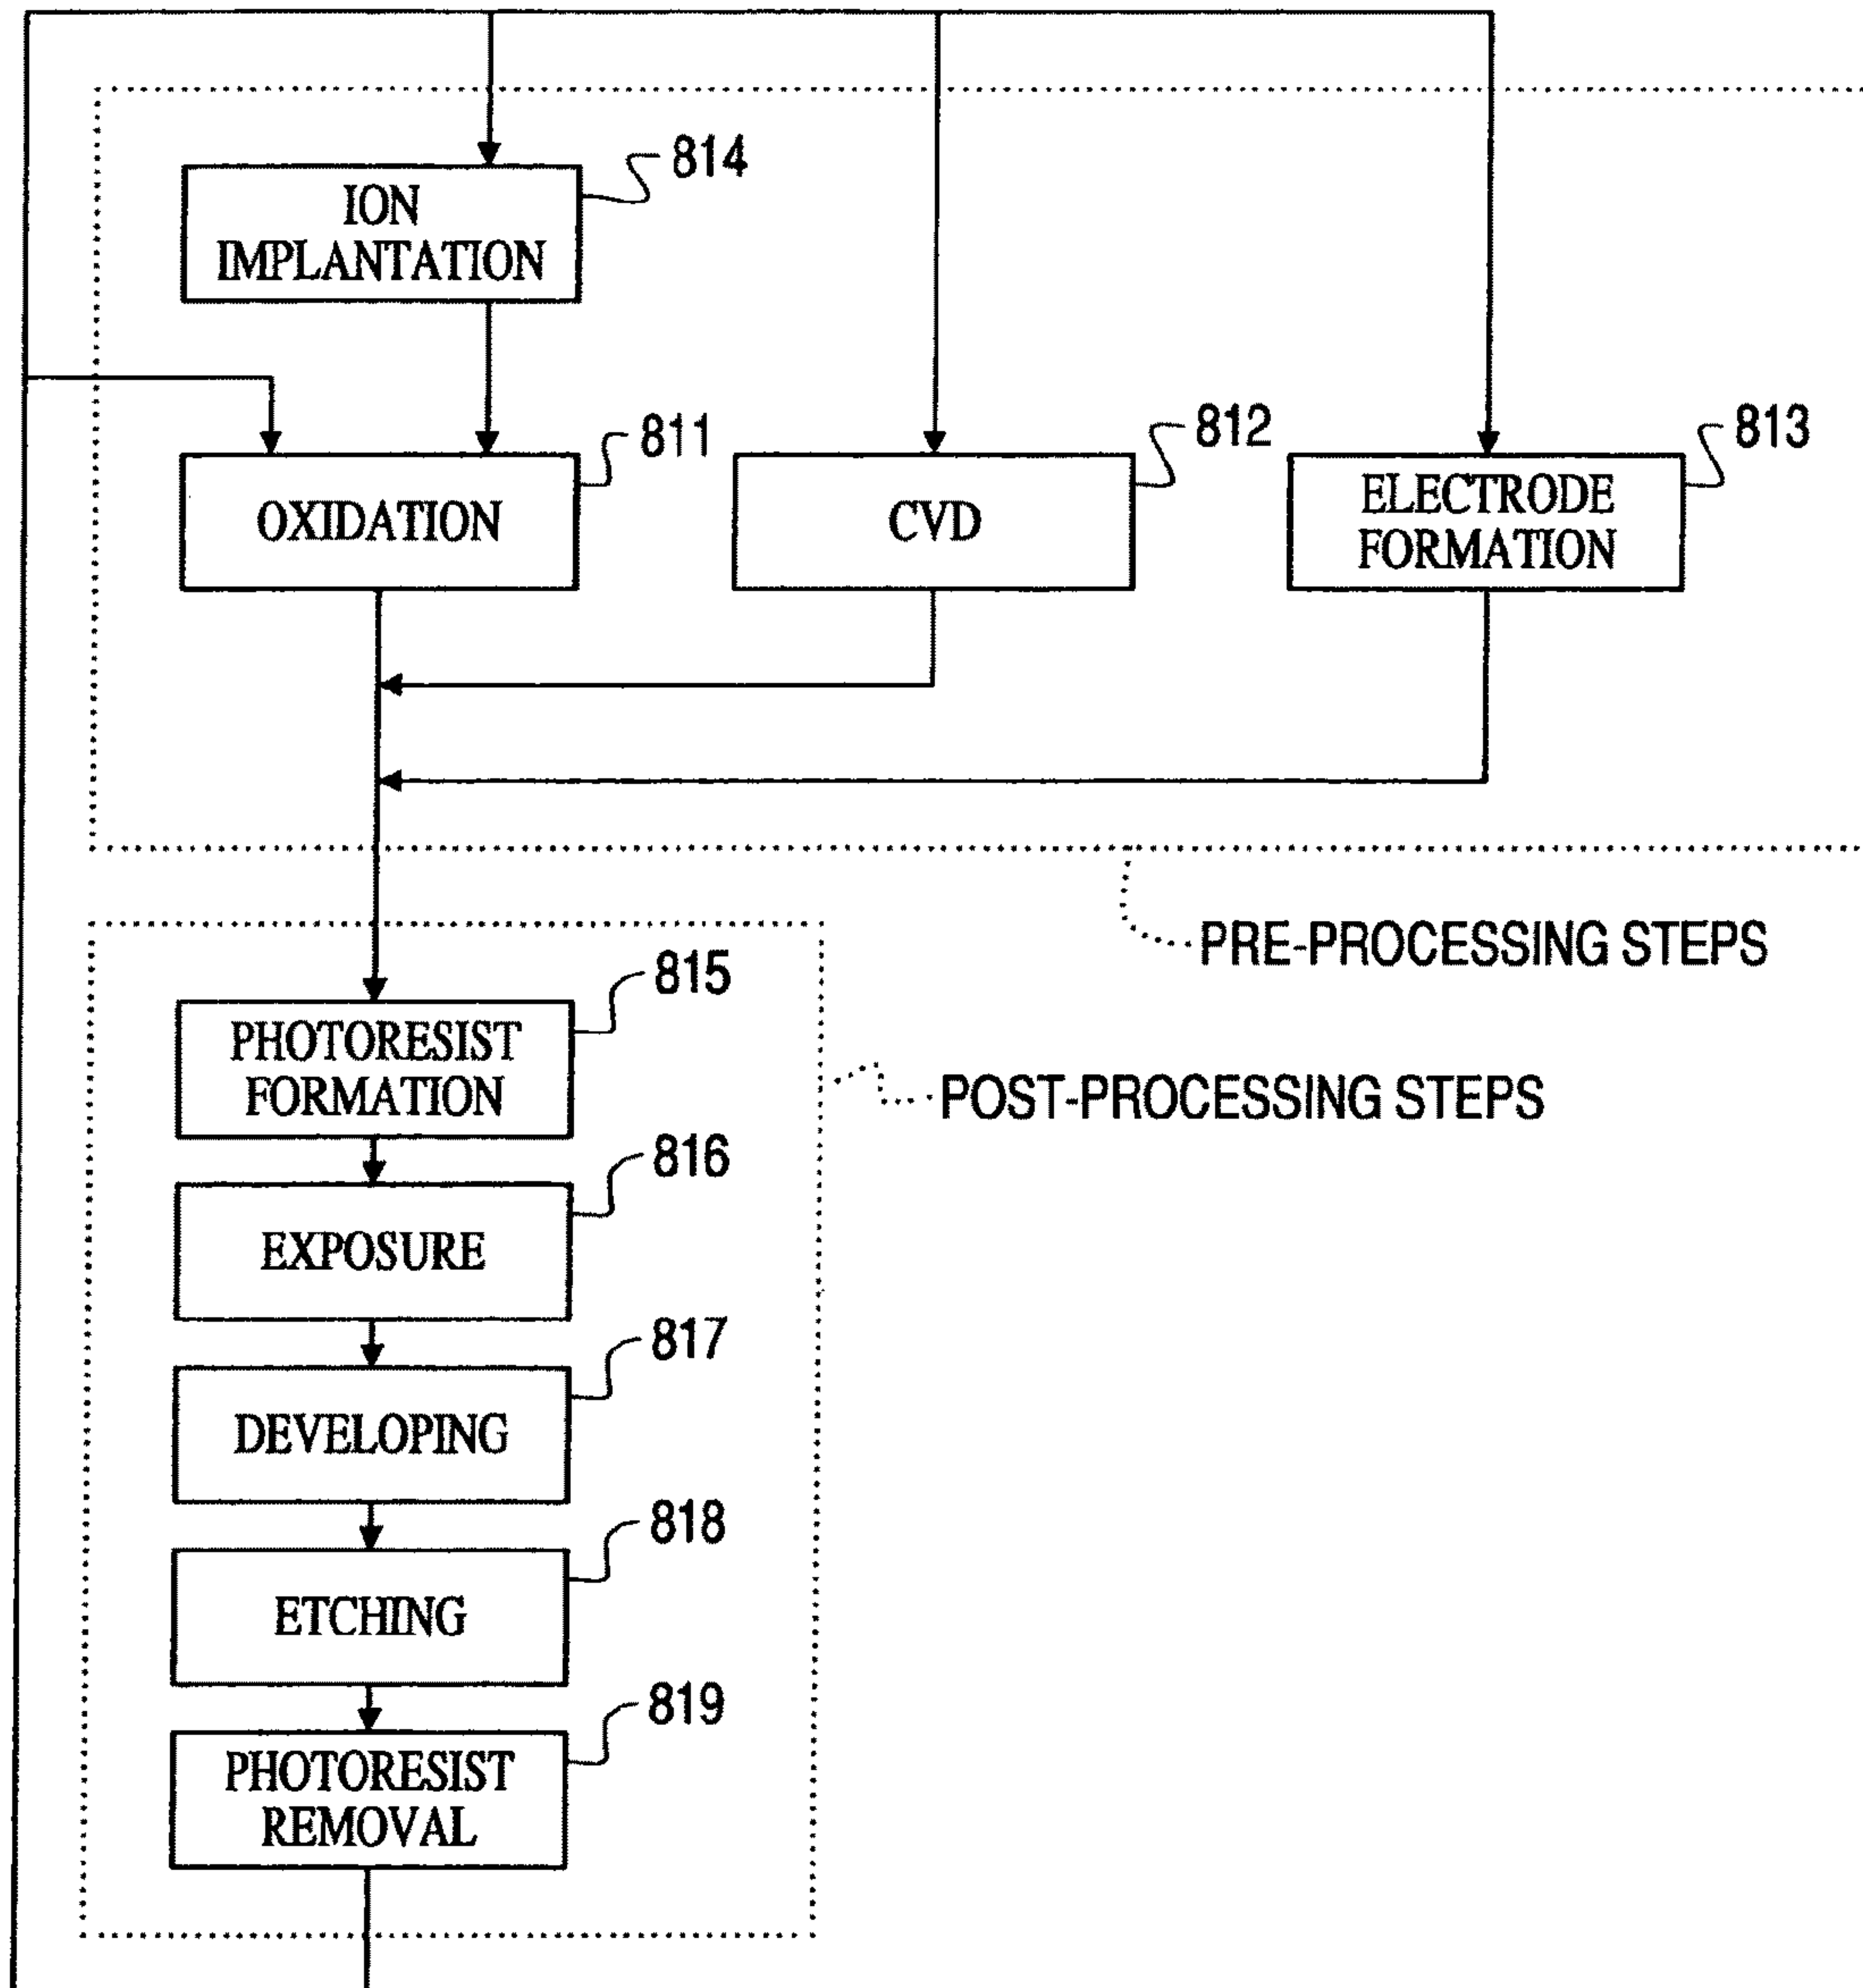 814
ION
IMPLANTATION
811
812
813
OXIDATION
CVD
ELECTRODE
FORMATION
PRE-PROCESSING STEPS
815
PHOTORESIST
FORMATION
POST-PROCESSING STEPS
816
EXPOSURE
817
DEVELOPING
818
ETCHING
819
PHOTORESIST
REMOVAL